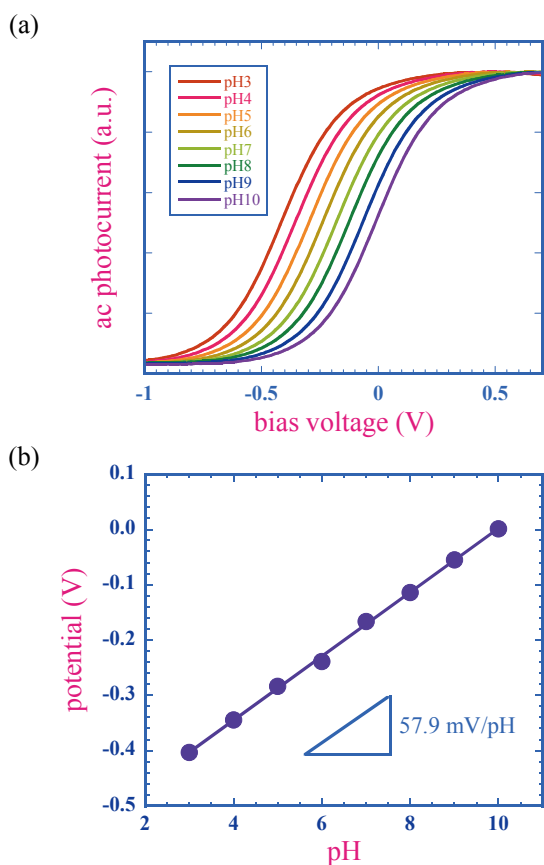 (a)
ac photocurrent (a.u.)
pH3
pH4
pH5
pH6
pH7
pH8
pH9
pH10
-1
-0.5
0
0.5
bias voltage (V)
(b)
potential (V)
0.1
0.0
-0.1
-0.2
-0.3
-0.4
-0.5
57.9 mV/pH
2
4
6
8
10
pH